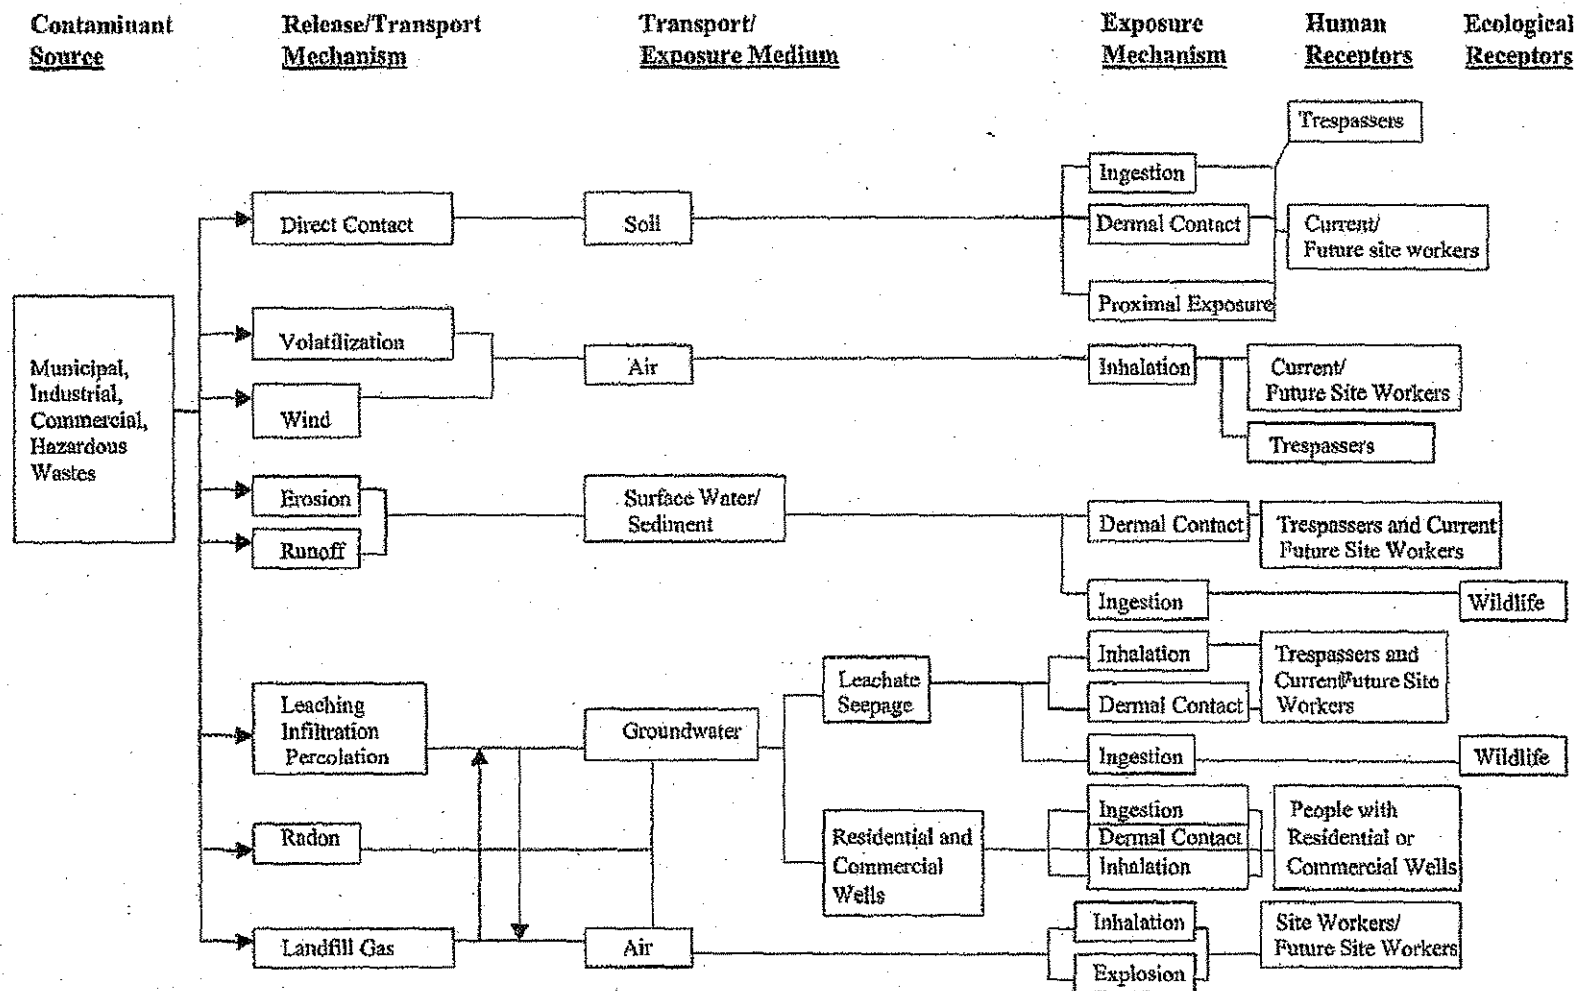 Contaminant
Source
Release/Transport
Mechanism
Transport/
Exposure Medium
Exposure
Mechanism
Human
Receptors
Ecological
Receptors
Municipal,
Industrial,
Commercial,
Hazardous
Wastes
Direct Contact
Soil
Ingestion
Dermal Contact
Proximal Exposure
Trespassers
Current/
Future site workers
Volatilization
Wind
Air
Inhalation
Current/
Future Site Workers
Trespassers
Erosion
Runoff
Surface Water/
Sediment
Dermal Contact
Trespassers and Current
Future Site Workers
Ingestion
Wildlife
Leaching
Infiltration
Percolation
Groundwater
Leachate
Seepage
Inhalation
Dermal Contact
Trespassers and
Current/Future Site
Workers
Ingestion
Wildlife
Radon
Residential and
Commercial
Wells
Ingestion
Dermal Contact
Inhalation
People with
Residential or
Commercial Wells
Landfill Gas
Air
Inhalation
Explosion
Site Workers/
Future Site Workers